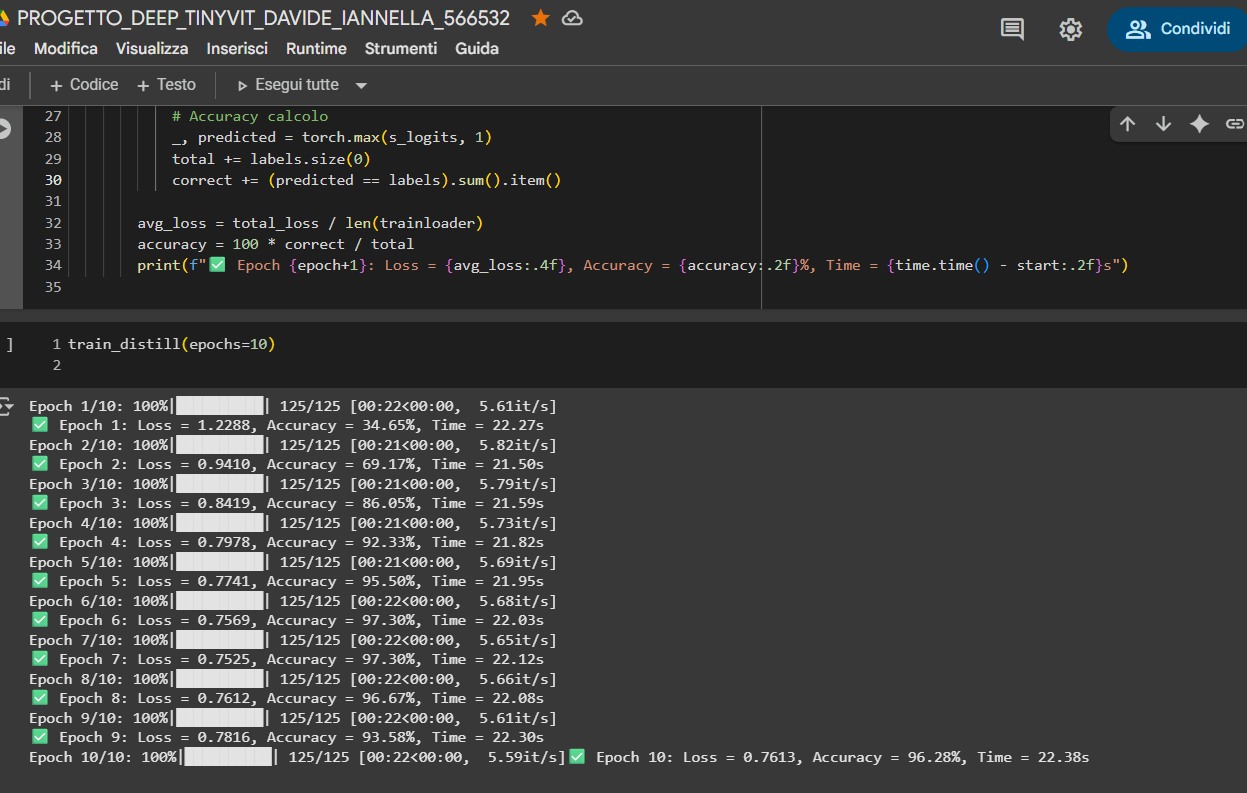 PROGETTO_DEEP_TINYVIT_DAVIDE_IANNELLA_566532
ile Modifica Visualizza Inserisci Runtime Strumenti Guida
Condividi
di + Codice + Testo Esegui tutte
27 # Accuracy calcolo
28 _, predicted = torch.max(s_logits, 1)
29 total += labels.size(0)
30 correct += (predicted == labels).sum().item()
31
32 avg_loss = total_loss / len(trainloader)
33 accuracy = 100 * correct / total
34 print(f"✅ Epoch {epoch+1}: Loss = {avg_loss:.4f}, Accuracy = {accuracy:.2f}%, Time = {time.time() - start:.2f}s")
35
] 1 train_distill(epochs=10)
2
Epoch 1/10: 100%|██████████| 125/125 [00:22<00:00, 5.61it/s]
✅ Epoch 1: Loss = 1.2288, Accuracy = 34.65%, Time = 22.27s
Epoch 2/10: 100%|██████████| 125/125 [00:21<00:00, 5.82it/s]
✅ Epoch 2: Loss = 0.9410, Accuracy = 69.17%, Time = 21.50s
Epoch 3/10: 100%|██████████| 125/125 [00:21<00:00, 5.79it/s]
✅ Epoch 3: Loss = 0.8419, Accuracy = 86.05%, Time = 21.59s
Epoch 4/10: 100%|██████████| 125/125 [00:21<00:00, 5.73it/s]
✅ Epoch 4: Loss = 0.7978, Accuracy = 92.33%, Time = 21.82s
Epoch 5/10: 100%|██████████| 125/125 [00:21<00:00, 5.69it/s]
✅ Epoch 5: Loss = 0.7741, Accuracy = 95.50%, Time = 21.95s
Epoch 6/10: 100%|██████████| 125/125 [00:22<00:00, 5.68it/s]
✅ Epoch 6: Loss = 0.7569, Accuracy = 97.30%, Time = 22.03s
Epoch 7/10: 100%|██████████| 125/125 [00:22<00:00, 5.65it/s]
✅ Epoch 7: Loss = 0.7525, Accuracy = 97.30%, Time = 22.12s
Epoch 8/10: 100%|██████████| 125/125 [00:22<00:00, 5.66it/s]
✅ Epoch 8: Loss = 0.7612, Accuracy = 96.67%, Time = 22.08s
Epoch 9/10: 100%|██████████| 125/125 [00:22<00:00, 5.61it/s]
✅ Epoch 9: Loss = 0.7816, Accuracy = 93.58%, Time = 22.30s
Epoch 10/10: 100%|██████████| 125/125 [00:22<00:00, 5.59it/s]✅ Epoch 10: Loss = 0.7613, Accuracy = 96.28%, Time = 22.38s